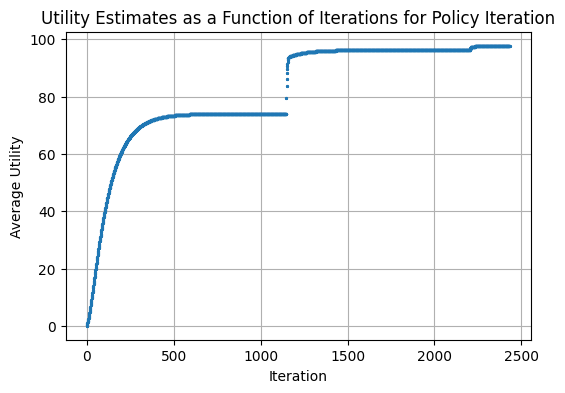 Utility Estimates as a Function of Iterations for Policy Iteration
100
80
60
40
20
0
Average Utility
0 500 1000 1500 2000 2500
Iteration